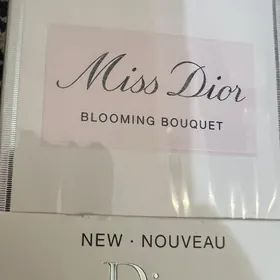 Miss Dior
BLOOMING BOUQUET
NEW · NOUVEAU